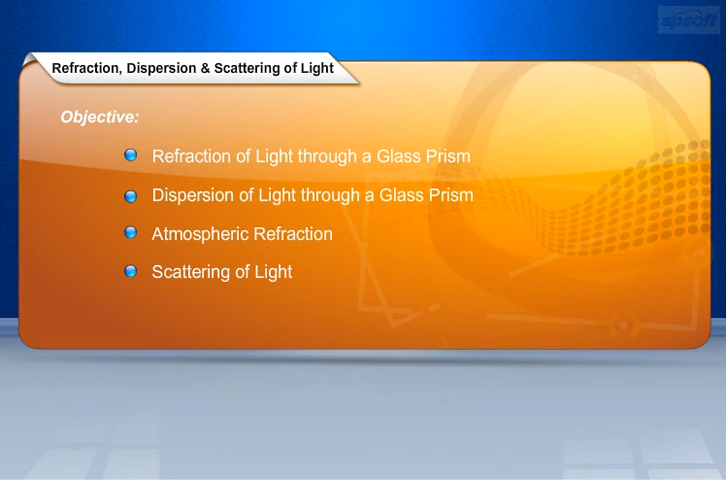 spsoft
Refraction, Dispersion & Scattering of Light
Objective:
Refraction of Light through a Glass Prism
Dispersion of Light through a Glass Prism
Atmospheric Refraction
Scattering of Light